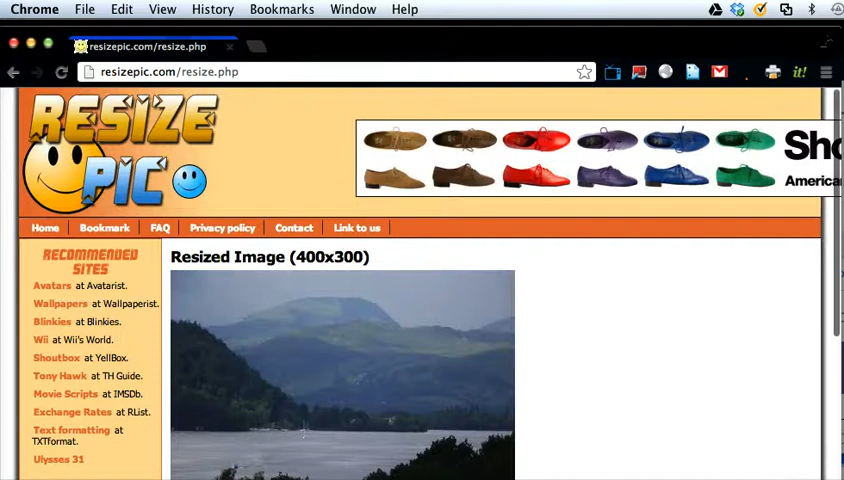 Chrome File Edit View History Bookmarks Window Help
resizepic.com/resize.php
resizepic.com/resize.php it!
RESIZE
PIC
Sho
American
Home Bookmark FAQ Privacy policy Contact Link to us
RECOMMENDED
SITES
Avatars at Avatarist.
Wallpapers at Wallpaperist.
Blinkies at Blinkies.
Wii at Wii's World.
Shoutbox at YellBox.
Tony Hawk at TH Guide.
Movie Scripts at IMSDb.
Exchange Rates at RList.
Text formatting at
TXTformat.
Ulysses 31
Resized Image (400x300)